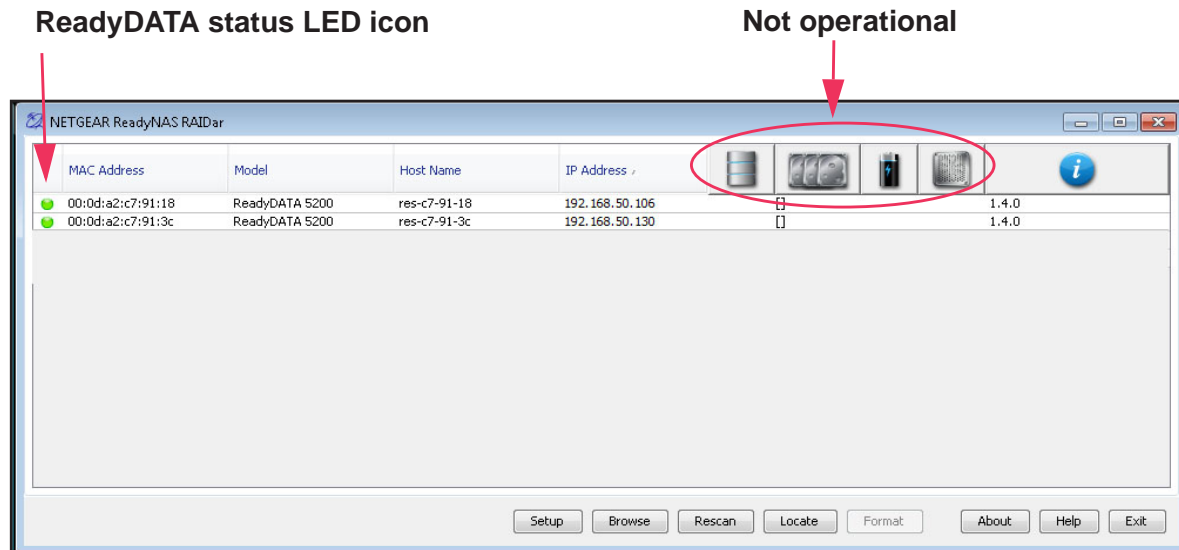 ReadyDATA status LED icon
Not operational
NETGEAR ReadyNAS RAIDar
MAC Address Model Host Name IP Address i
00:0d:a2:c7:91:18 ReadyDATA 5200 res-c7-91-18 192.168.50.106 [] 1.4.0
00:0d:a2:c7:91:3c ReadyDATA 5200 res-c7-91-3c 192.168.50.130 [] 1.4.0
Setup Browse Rescan Locate Format About Help Exit